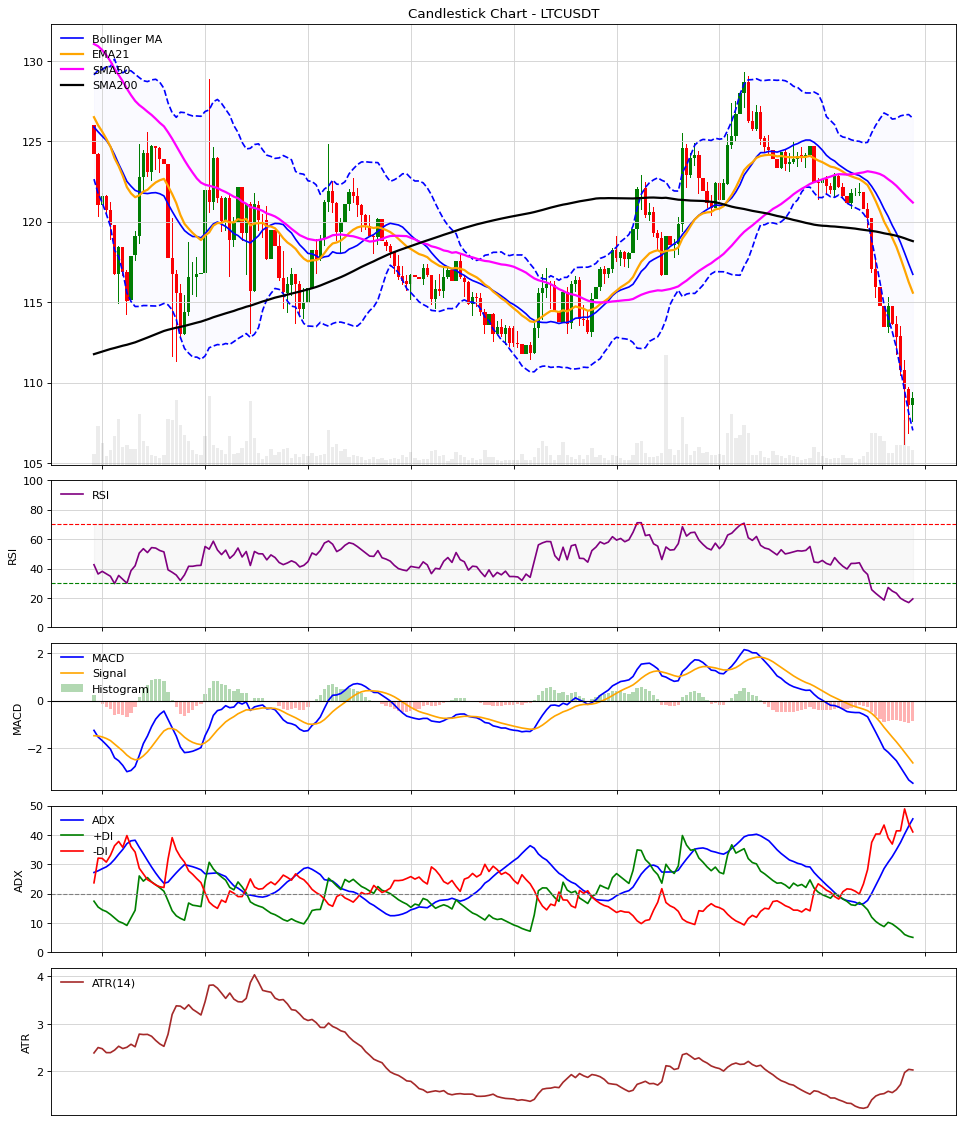 Candlestick Chart - LTCUSDT
Bollinger MA
EMA21
SMA50
SMA200
130
125
120
115
110
105
RSI
RSI
100
80
60
40
20
0
MACD
Signal
Histogram
MACD
2
0
−2
ADX
+DI
-DI
ADX
50
40
30
20
10
0
ATR(14)
ATR
4
3
2